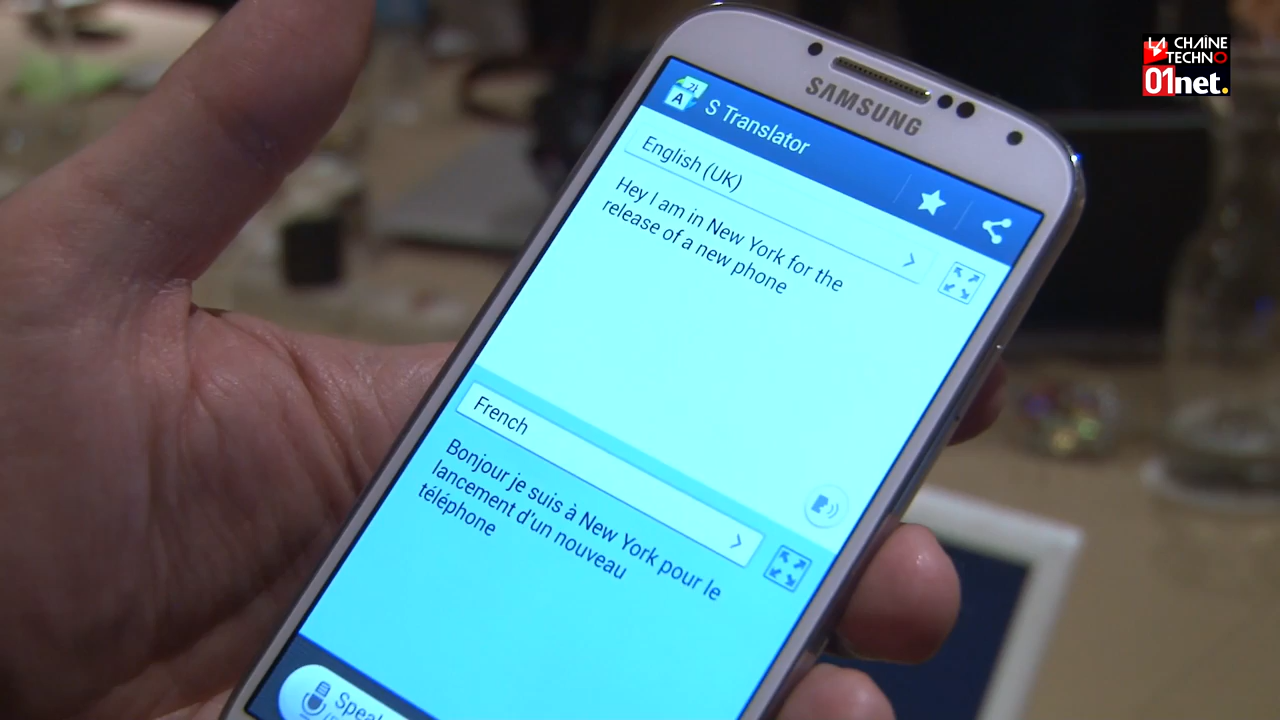 LA CHAÎNE
TECHNO
01net.
SAMSUNG
S Translator
English (UK)
Hey I am in New York for the
release of a new phone
French
Bonjour je suis à New York pour le
lancement d'un nouveau
téléphone